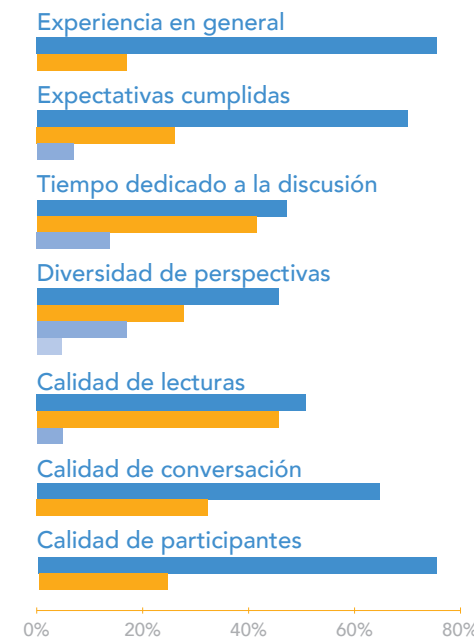 Experiencia en general
Expectativas cumplidas
Tiempo dedicado a la discusión
Diversidad de perspectivas
Calidad de lecturas
Calidad de conversación
Calidad de participantes
0% 20% 40% 60% 80%